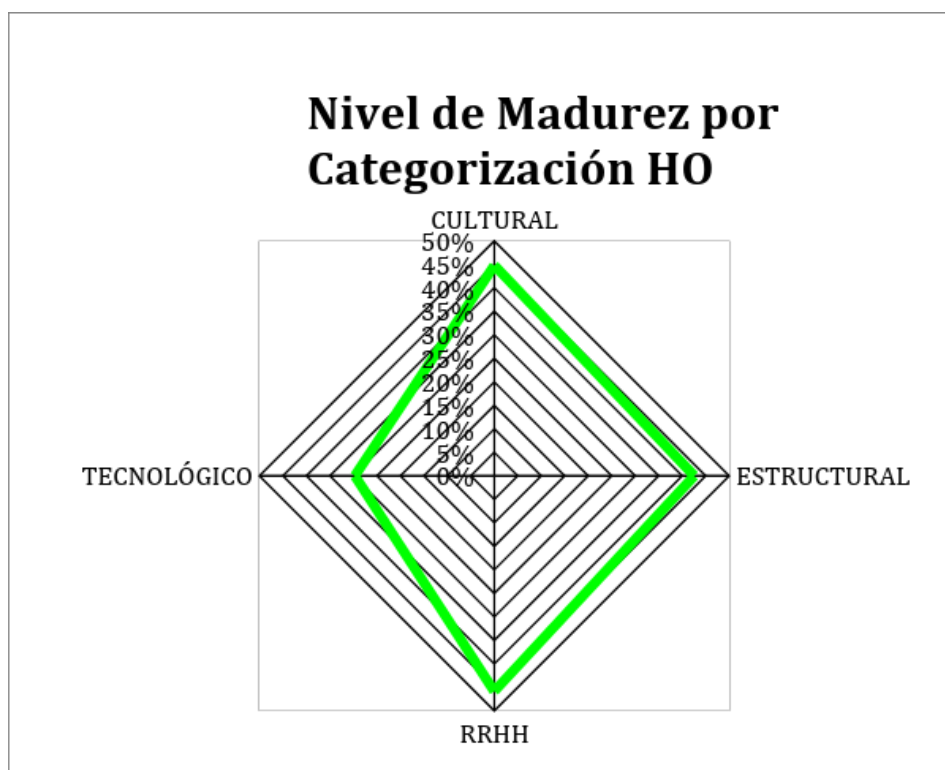 Nivel de Madurez por
Categorización HO
CULTURAL
50%
45%
40%
35%
30%
25%
20%
15%
10%
5%
0%
TECNOLÓGICO
ESTRUCTURAL
RRHH